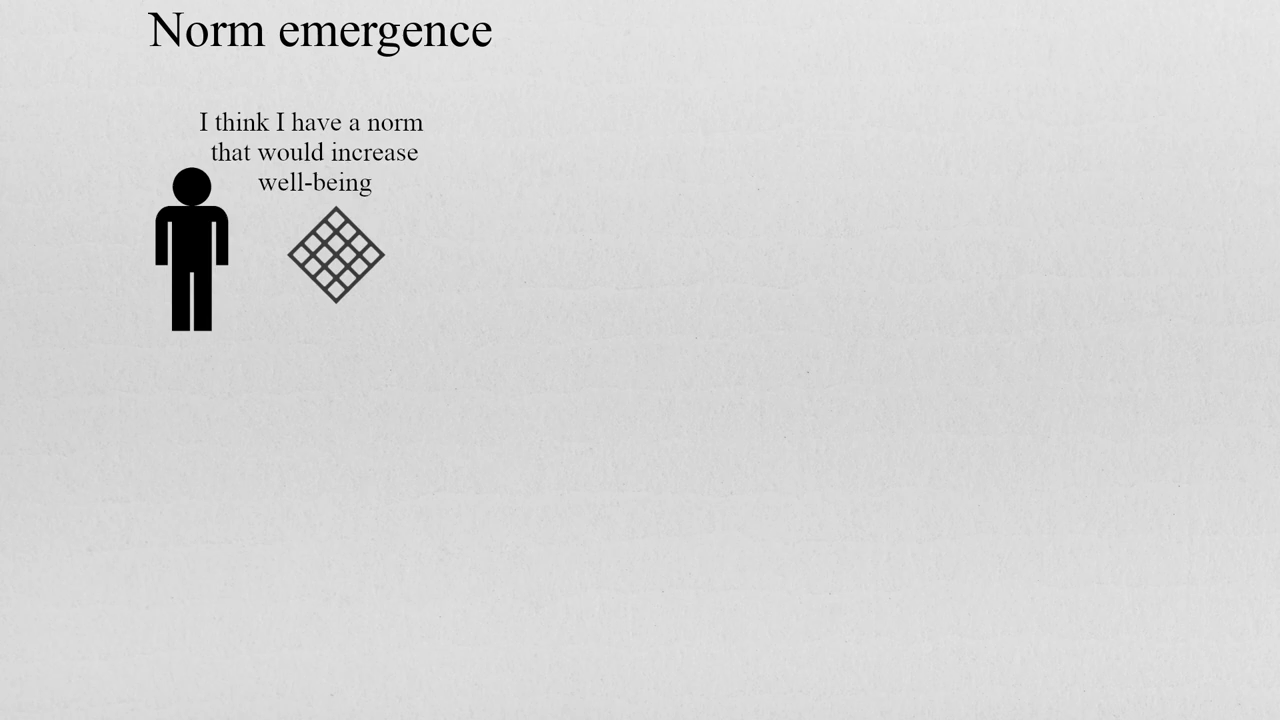 Norm emergence
I think I have a norm
that would increase
well-being